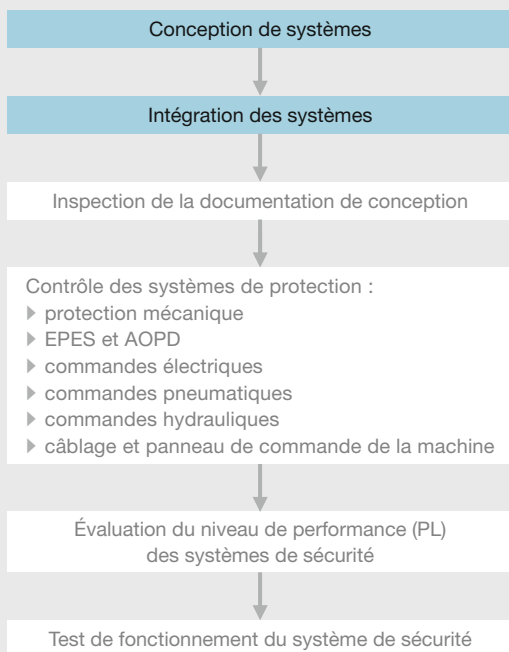 Conception de systèmes
Intégration des systèmes
Inspection de la documentation de conception
Contrôle des systèmes de protection :
protection mécanique
EPES et AOPD
commandes électriques
commandes pneumatiques
commandes hydrauliques
câblage et panneau de commande de la machine
Évaluation du niveau de performance (PL)
des systèmes de sécurité
Test de fonctionnement du système de sécurité